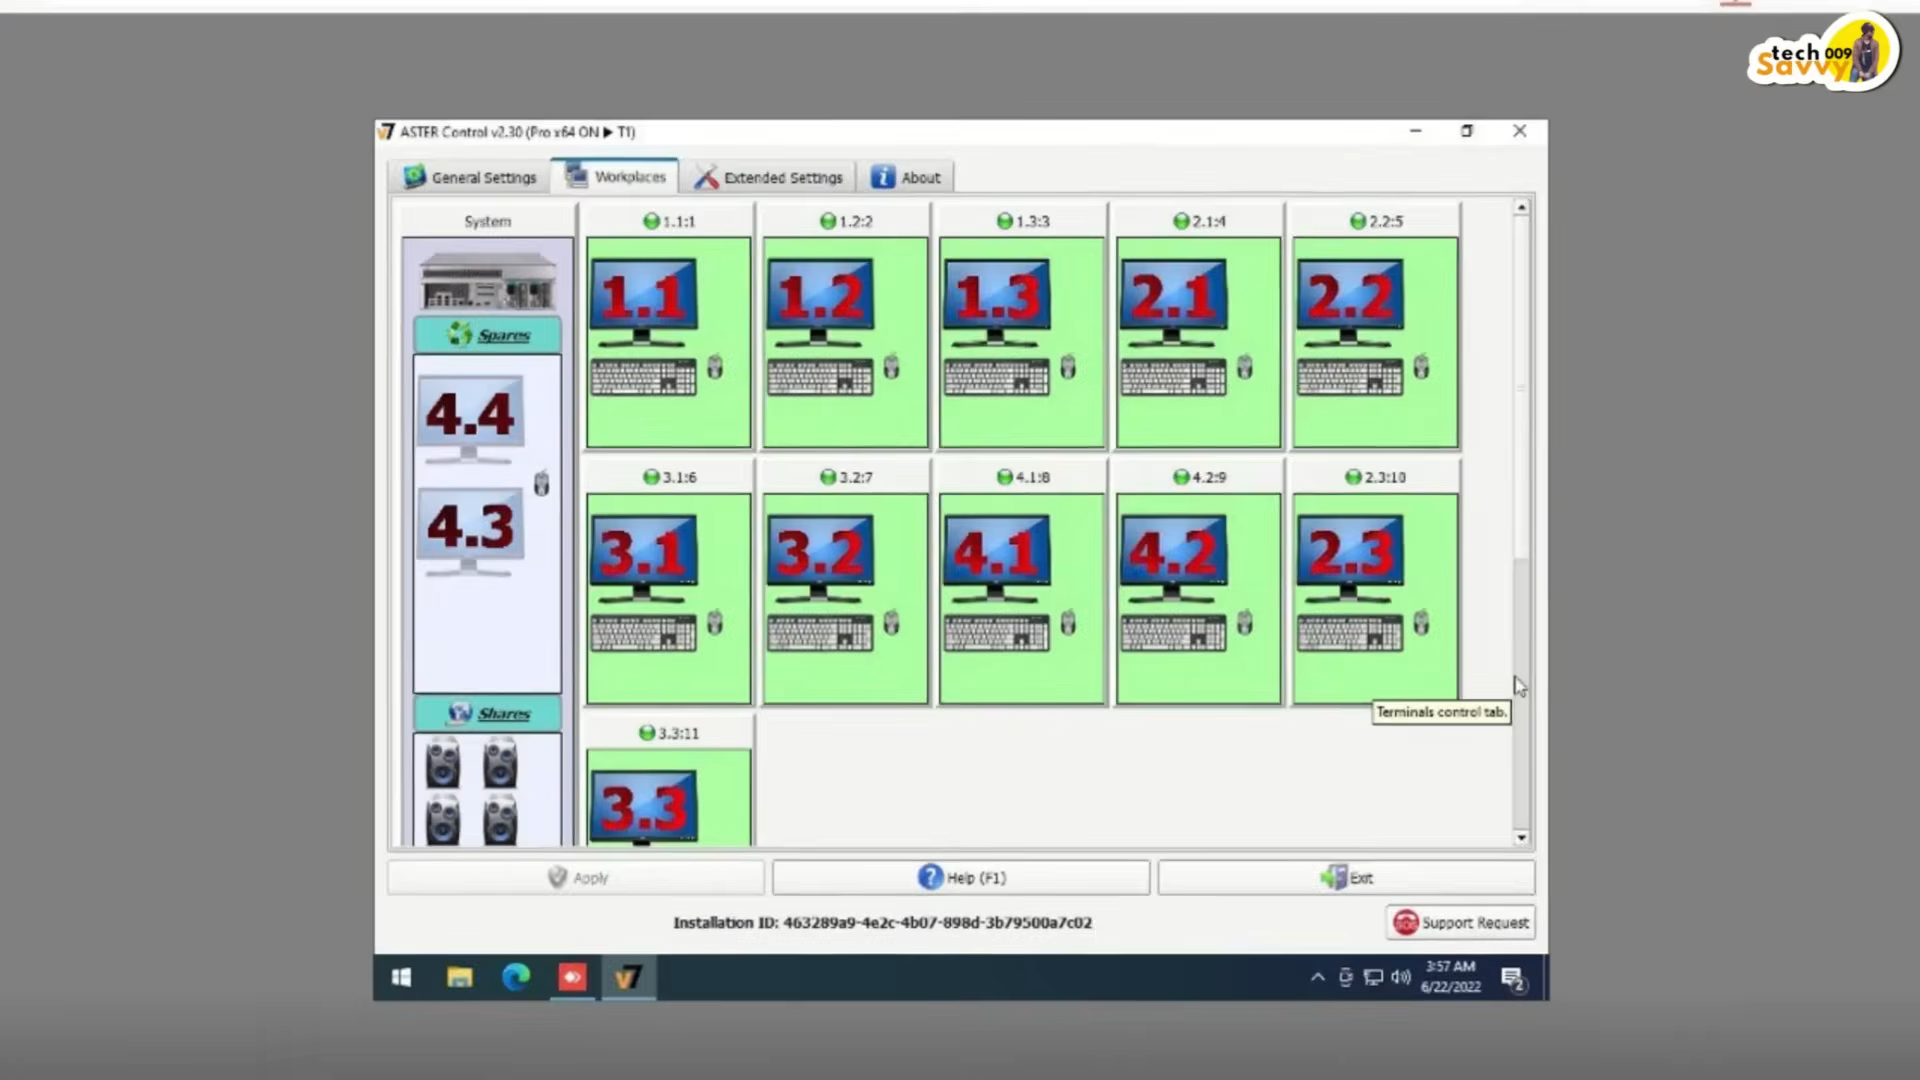 tech 009
Savvy
ASTER Control v2.30 (Pro x64 ON ▶ T1)
General Settings
Workplaces
Extended Settings
About
System
1.1:1
1.2:2
1.3:3
2.1:4
2.2:5
1.1
1.2
1.3
2.1
2.2
Spares
4.4
4.3
3.1:6
3.2:7
4.1:8
4.2:9
2.3:10
3.1
3.2
4.1
4.2
2.3
Terminals control tab.
Shares
3.3:11
3.3
Apply
Help (F1)
Exit
Installation ID: 463289a9-4e2c-4b07-898d-3b79500a7c02
Support Request
3:57 AM
6/22/2022
2